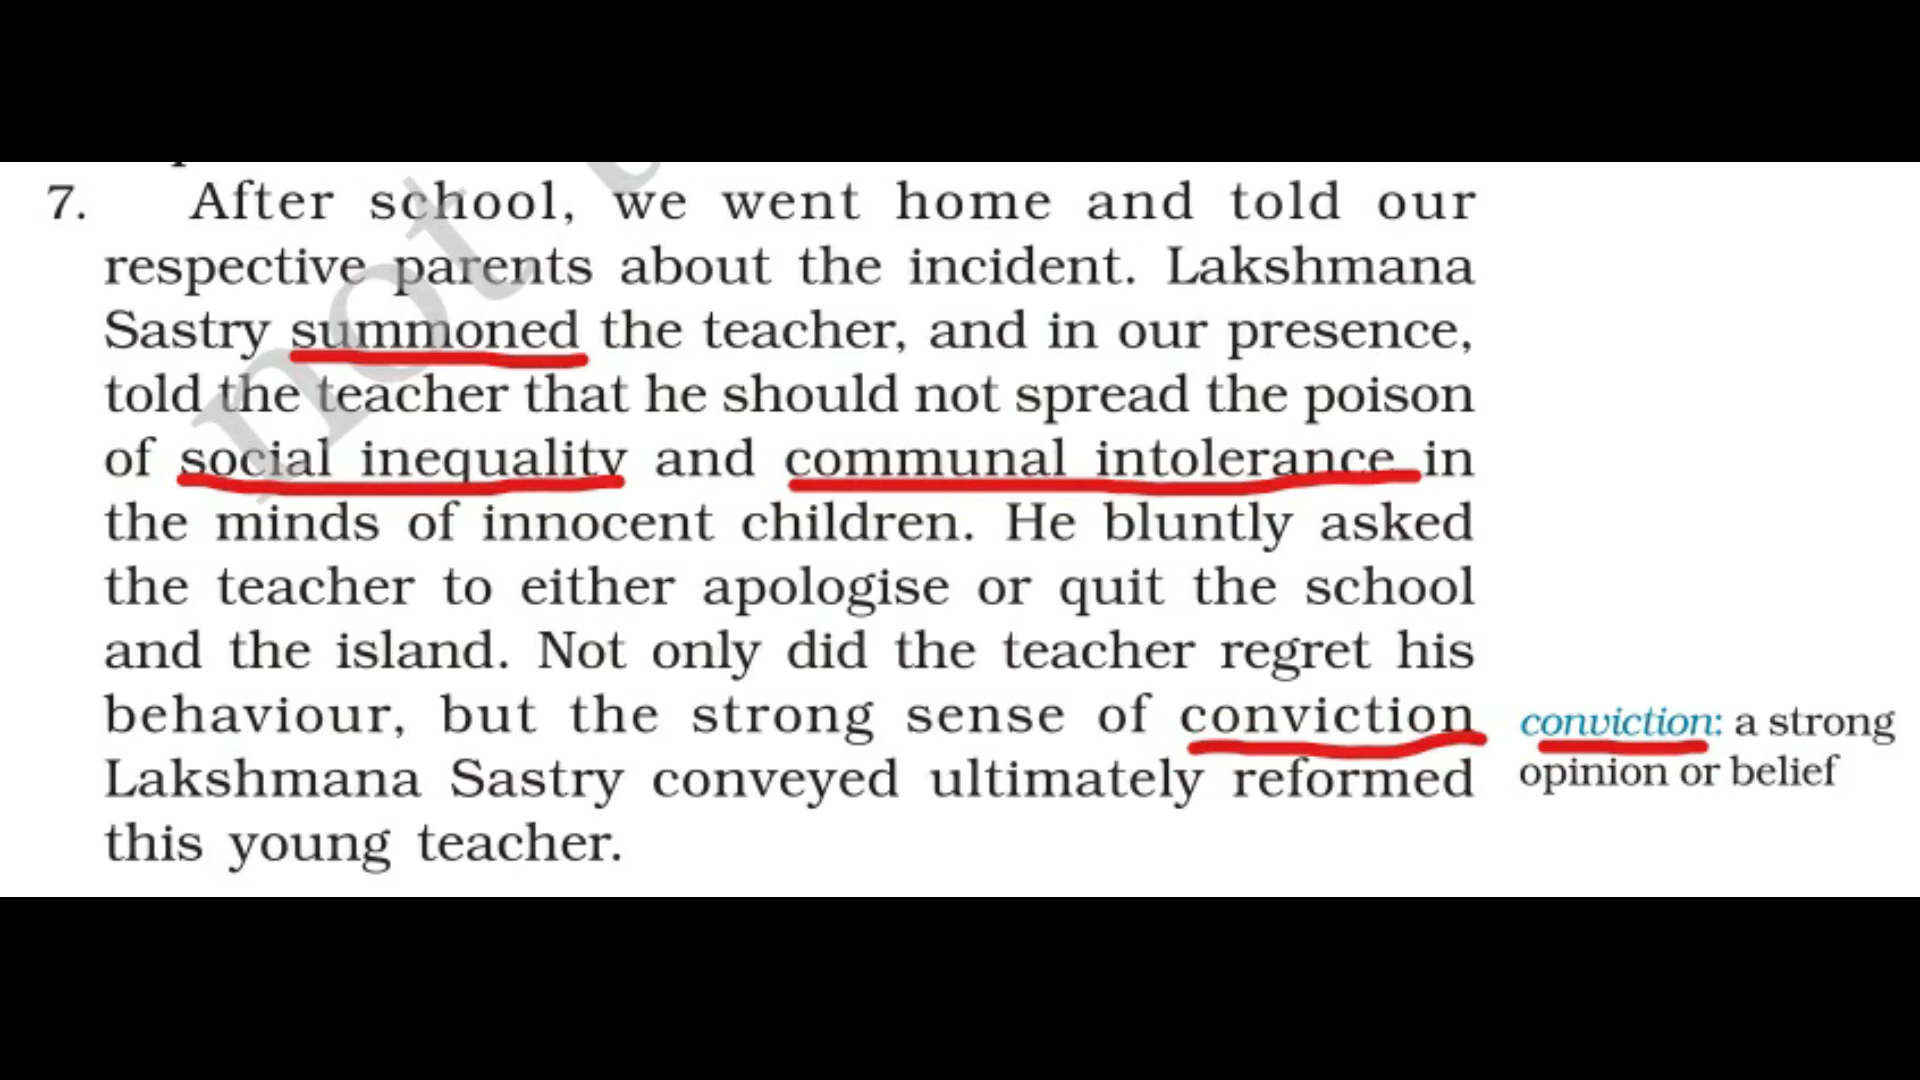 7. After school, we went home and told our
respective parents about the incident. Lakshmana
Sastry summoned the teacher, and in our presence,
told the teacher that he should not spread the poison
of social inequality and communal intolerance in
the minds of innocent children. He bluntly asked
the teacher to either apologise or quit the school
and the island. Not only did the teacher regret his
behaviour, but the strong sense of conviction
Lakshmana Sastry conveyed ultimately reformed
this young teacher.
conviction: a strong
opinion or belief
not